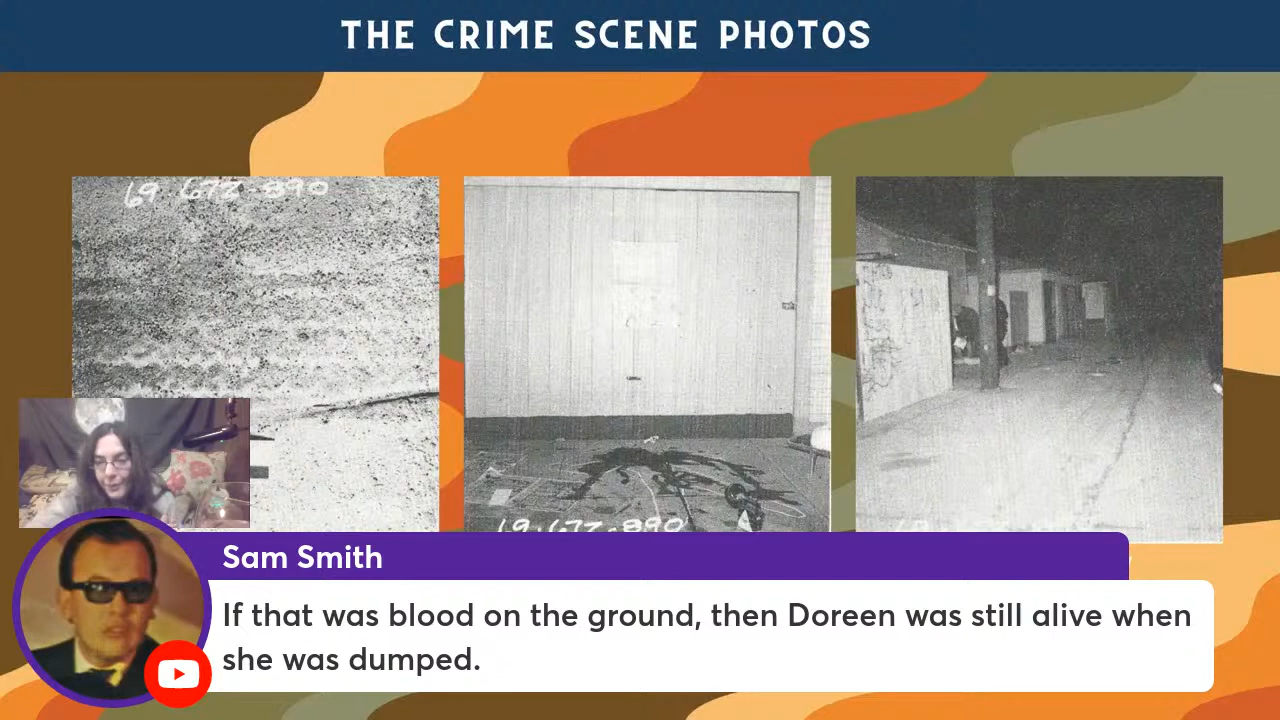 THE CRIME SCENE PHOTOS
69.672-890
69.672-890
Sam Smith
If that was blood on the ground, then Doreen was still alive when
she was dumped.